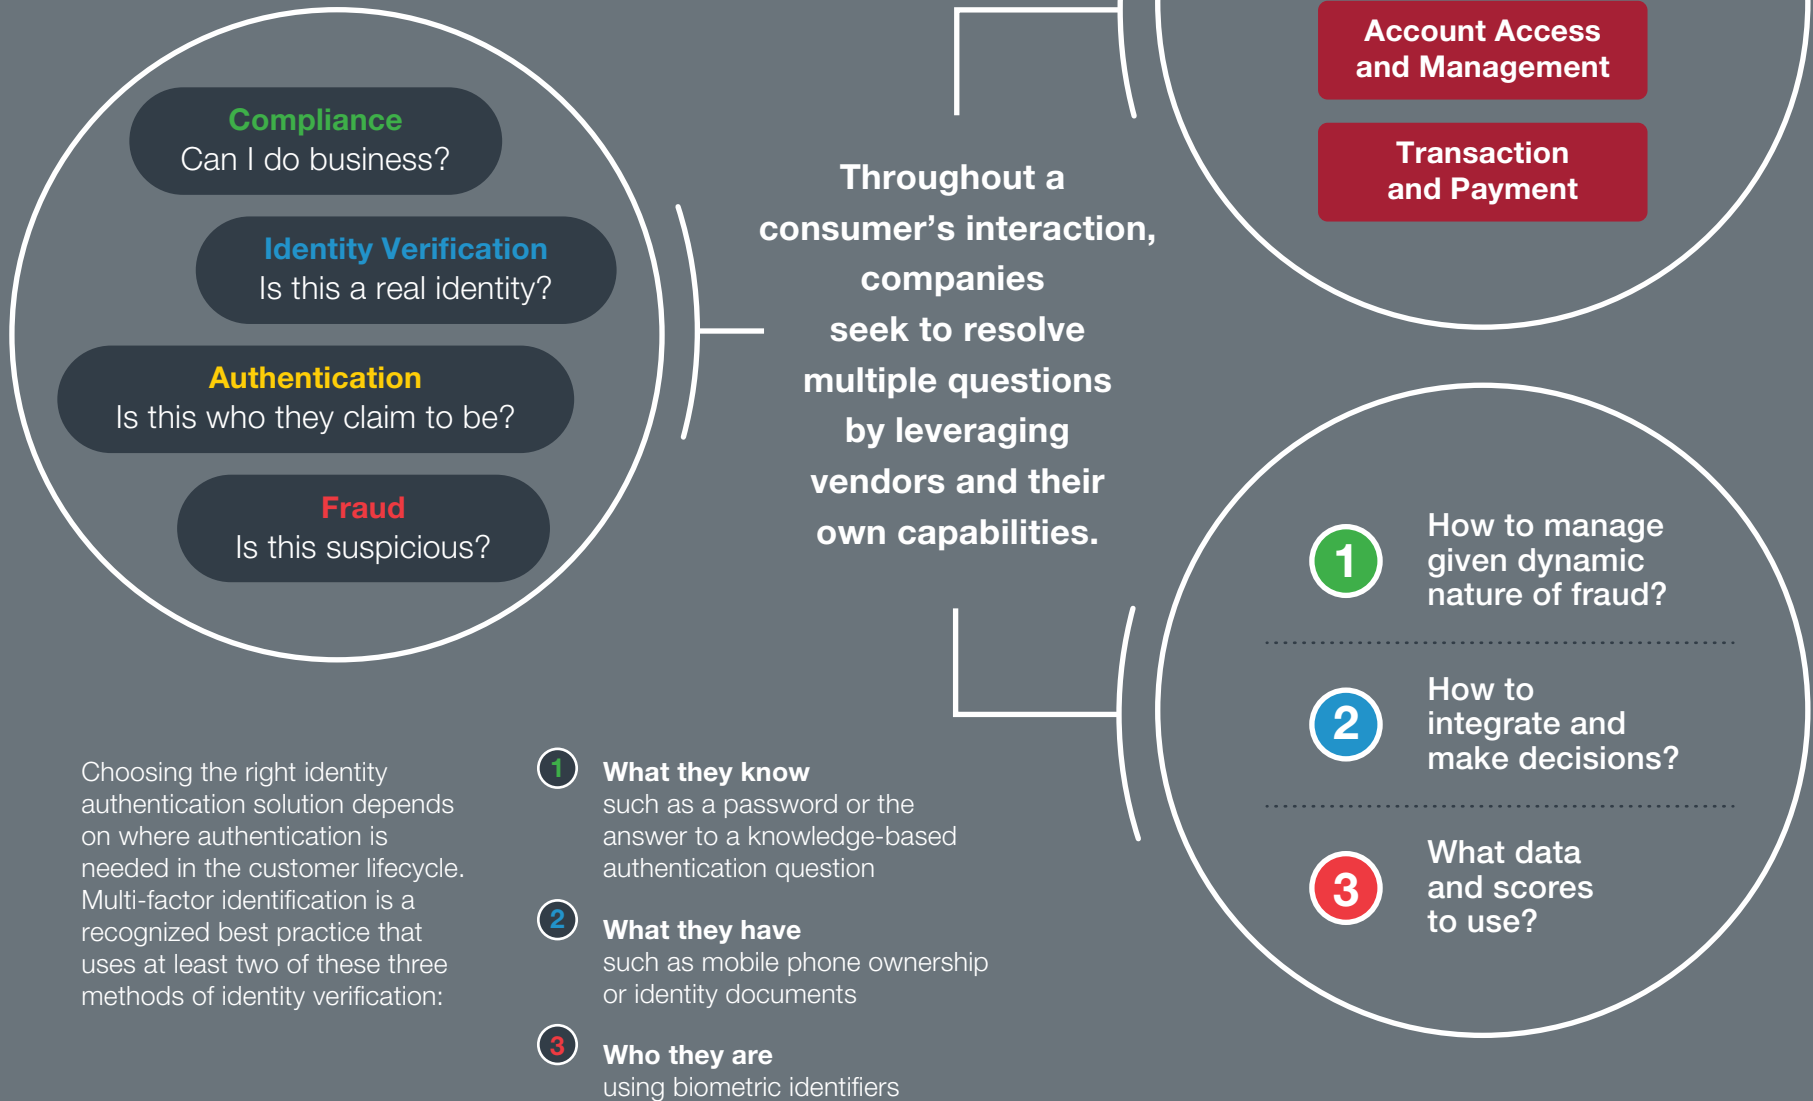 Compliance
Can I do business?
Identity Verification
Is this a real identity?
Authentication
Is this who they claim to be?
Fraud
Is this suspicious?
Throughout a
consumer’s interaction,
companies
seek to resolve
multiple questions
by leveraging
vendors and their
own capabilities.
Account Access
and Management
Transaction
and Payment
1
How to manage
given dynamic
nature of fraud?
2
How to
integrate and
make decisions?
3
What data
and scores
to use?
Choosing the right identity
authentication solution depends
on where authentication is
needed in the customer lifecycle.
Multi-factor identification is a
recognized best practice that
uses at least two of these three
methods of identity verification:
1
What they know
such as a password or the
answer to a knowledge-based
authentication question
2
What they have
such as mobile phone ownership
or identity documents
3
Who they are
using biometric identifiers